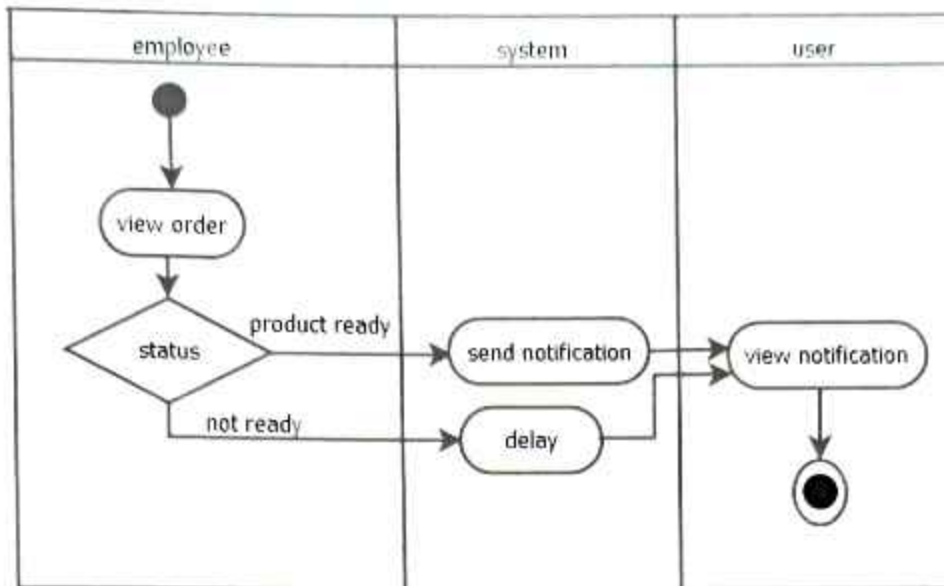 employee
system
user
view order
status
product ready
send notification
view notification
not ready
delay